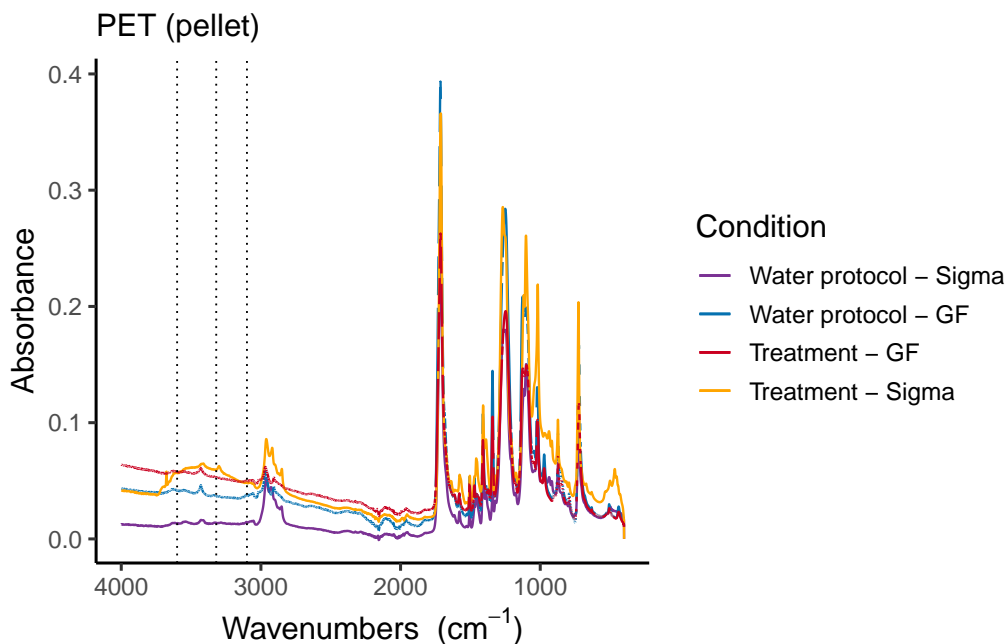 PET (pellet)
0.4
0.3
0.2
0.1
0.0
Absorbance
4000 3000 2000 1000
Wavenumbers (cm⁻¹)
Condition
Water protocol − Sigma
Water protocol − GF
Treatment − GF
Treatment − Sigma